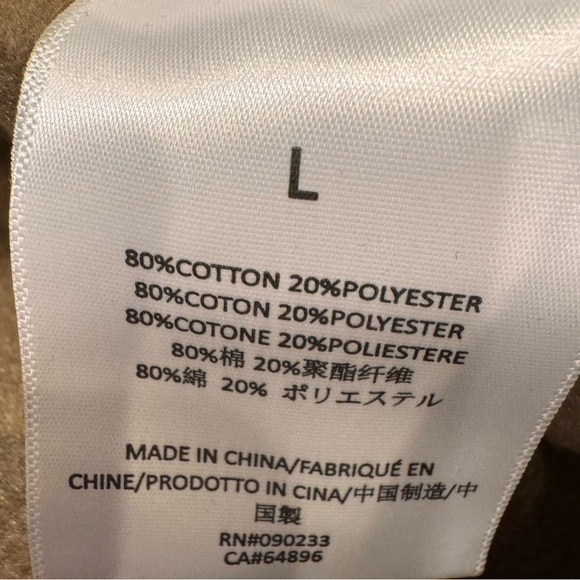 L
80%COTTON 20%POLYESTER
80%COTON 20%POLYESTER
80%COTONE 20%POLIESTERE
80%棉 20%聚酯纤维
80%綿 20% ポリエステル
MADE IN CHINA/FABRIQUÉ EN
CHINE/PRODOTTO IN CINA/中国制造/中
国製
RN#090233
CA#64896